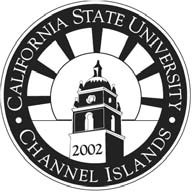 · CALIFORNIA STATE UNIVERSITY ·
CHANNEL ISLANDS
2002